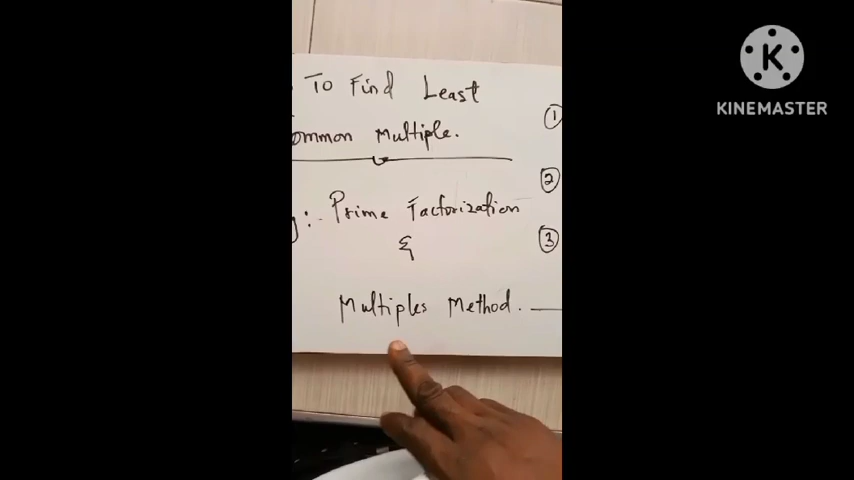 To Find Least
ommon Multiple.
g:- Prime Factorization
&
Multiples Method.
1
2
3
K
KINEMASTER